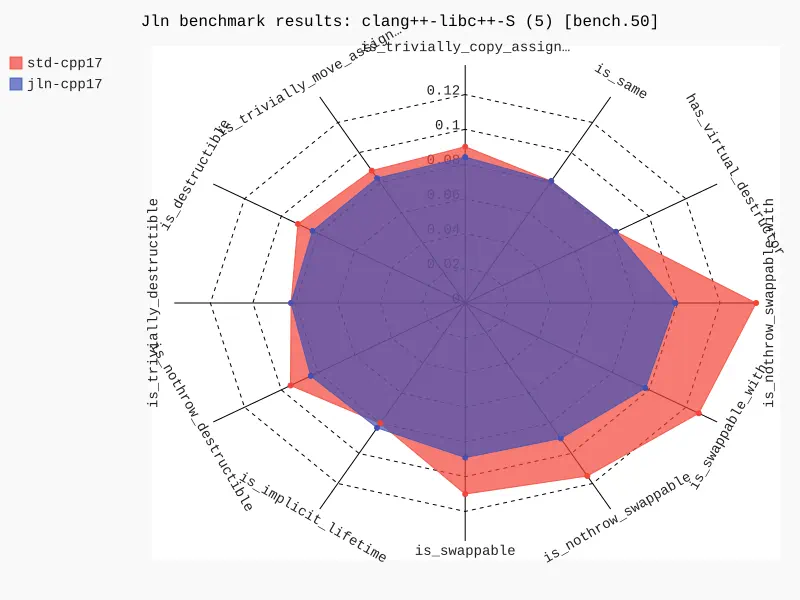 Jln benchmark results: clang++-libc++-S (5) [bench.50]
std-cpp17
jln-cpp17
is_trivially_copy_assign…
is_same
has_virtual_destructor
is_nothrow_swappable_with
is_swappable_with
is_nothrow_swappable
is_swappable
is_implicit_lifetime
is_nothrow_destructible
is_trivially_destructible
is_destructible
is_trivially_move_assign…
0.12
0.1
0.08
0.06
0.04
0.02
0